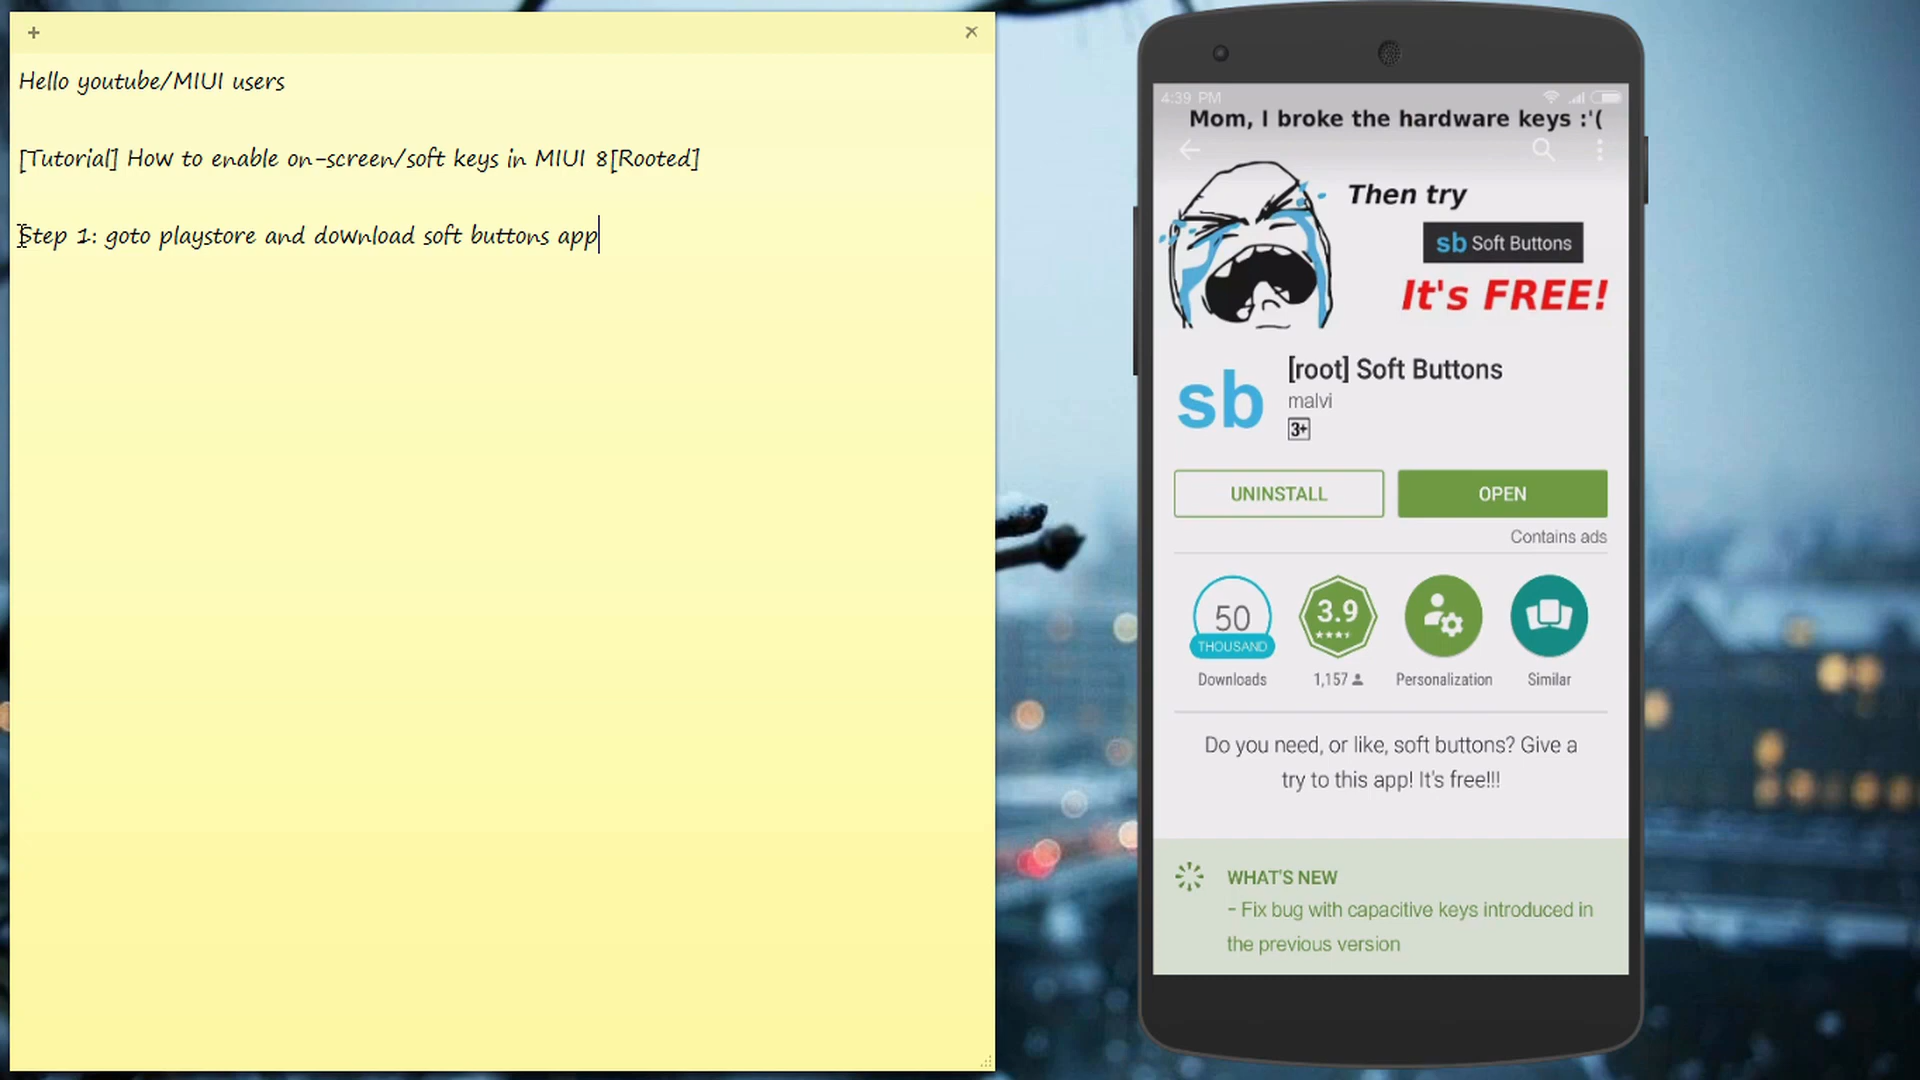 Hello youtube/MIUI users
[Tutorial] How to enable on-screen/soft keys in MIUI 8[Rooted]
Step 1: goto playstore and download soft buttons app
4:39 PM
Mom, I broke the hardware keys :'(
Then try
sb Soft Buttons
It's FREE!
sb
[root] Soft Buttons
malvi
3+
UNINSTALL
OPEN
Contains ads
50
THOUSAND
3.9
Downloads
1,157
Personalization
Similar
Do you need, or like, soft buttons? Give a
try to this app! It's free!!!
WHAT'S NEW
- Fix bug with capacitive keys introduced in
the previous version